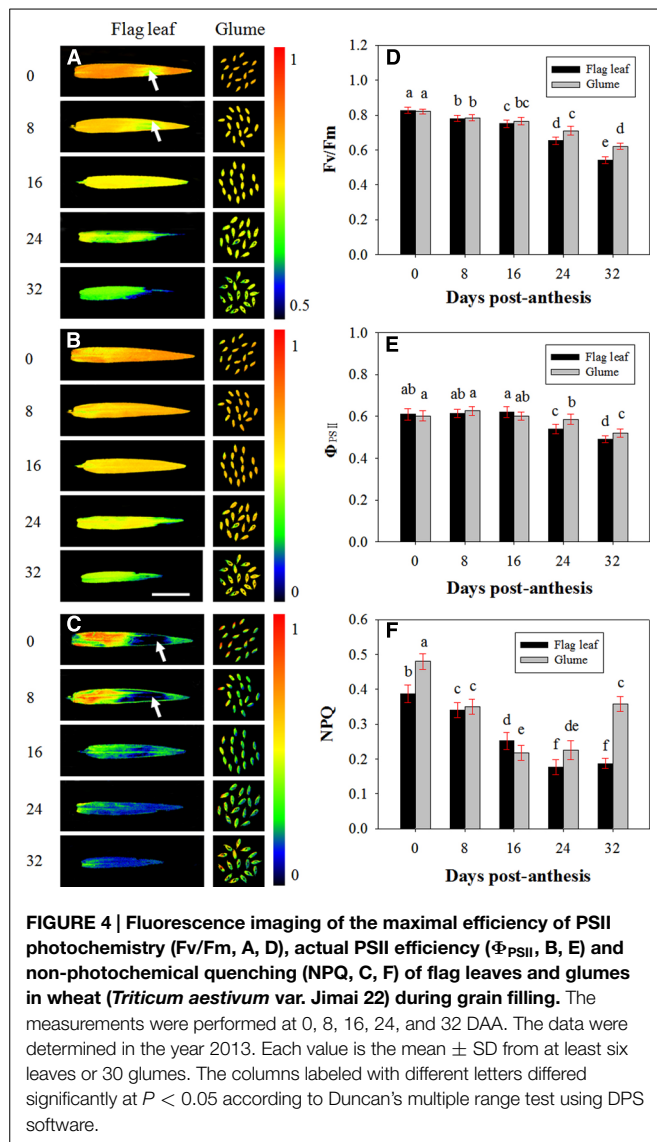 Flag leaf Glume
A
0
8
16
24
32
1
0.5
B
0
8
16
24
32
1
0
C
0
8
16
24
32
1
0
D
Flag leaf
Glume
Fv/Fm
1.2
1.0
0.8
0.6
0.4
0.2
0.0
a a
b b
c bc
d c
e d
0 8 16 24 32
Days post-anthesis
E
Flag leaf
Glume
ΦPSII
1.0
0.8
0.6
0.4
0.2
0.0
ab a
ab a
a ab
c b
d c
0 8 16 24 32
Days post-anthesis
F
Flag leaf
Glume
NPQ
0.6
0.5
0.4
0.3
0.2
0.1
0.0
b a
c c
d e
f de
f c
0 8 16 24 32
Days post-anthesis
FIGURE 4 | Fluorescence imaging of the maximal efficiency of PSII
photochemistry (Fv/Fm, A, D), actual PSII efficiency (ΦPSII, B, E) and
non-photochemical quenching (NPQ, C, F) of flag leaves and glumes
in wheat (Triticum aestivum var. Jimai 22) during grain filling. The
measurements were performed at 0, 8, 16, 24, and 32 DAA. The data were
determined in the year 2013. Each value is the mean ± SD from at least six
leaves or 30 glumes. The columns labeled with different letters differed
significantly at P < 0.05 according to Duncan's multiple range test using DPS
software.